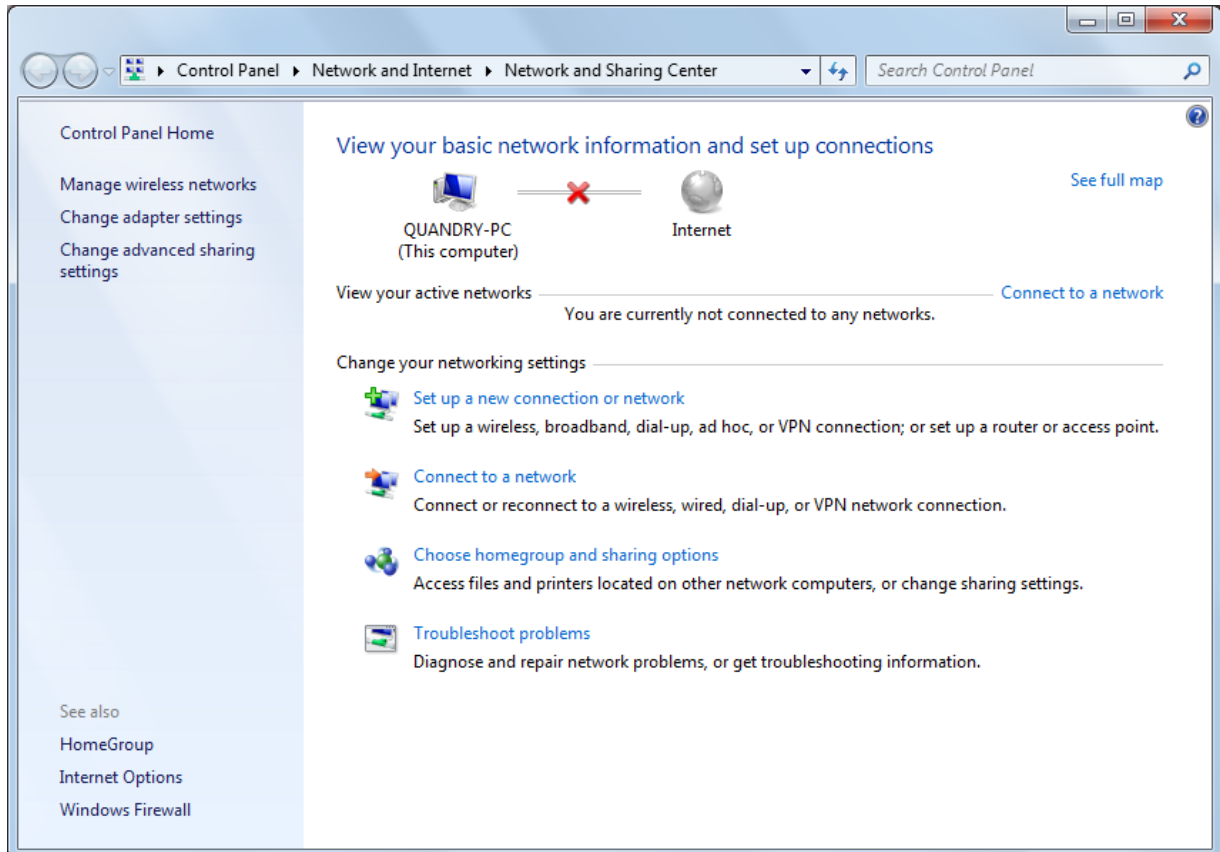 Control Panel Network and Internet Network and Sharing Center Search Control Panel
Control Panel Home
Manage wireless networks
Change adapter settings
Change advanced sharing
settings
See also
HomeGroup
Internet Options
Windows Firewall
View your basic network information and set up connections
See full map
QUANDRY-PC
(This computer)
Internet
View your active networks
Connect to a network
You are currently not connected to any networks.
Change your networking settings
Set up a new connection or network
Set up a wireless, broadband, dial-up, ad hoc, or VPN connection; or set up a router or access point.
Connect to a network
Connect or reconnect to a wireless, wired, dial-up, or VPN network connection.
Choose homegroup and sharing options
Access files and printers located on other network computers, or change sharing settings.
Troubleshoot problems
Diagnose and repair network problems, or get troubleshooting information.